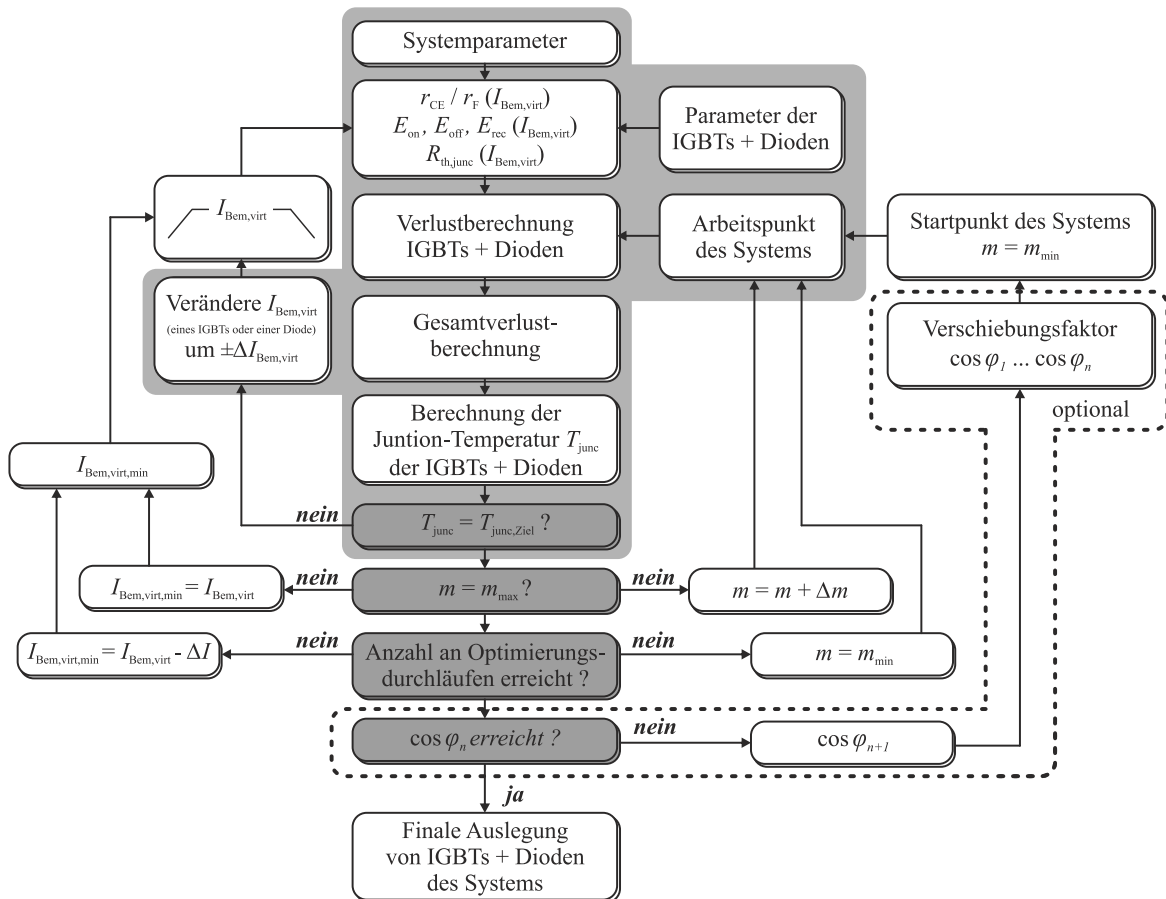 Systemparameter
r_CE / r_F (I_Bem,virt)
E_on, E_off, E_rec (I_Bem,virt)
R_th,junc (I_Bem,virt)
Parameter der
IGBTs + Dioden
I_Bem,virt
Verlustberechnung
IGBTs + Dioden
Arbeitspunkt
des Systems
Startpunkt des Systems
m = m_min
Verändere I_Bem,virt
(eines IGBTs oder einer Diode)
um ±ΔI_Bem,virt
Gesamtverlust-
berechnung
Verschiebungsfaktor
cos φ_1 ... cos φ_n
optional
Berechnung der
Juntion-Temperatur T_junc
der IGBTs + Dioden
I_Bem,virt,min
nein
T_junc = T_junc,Ziel ?
I_Bem,virt,min = I_Bem,virt
nein
m = m_max ?
nein
m = m + Δm
I_Bem,virt,min = I_Bem,virt - ΔI
nein
Anzahl an Optimierungs-
durchläufen erreicht ?
nein
m = m_min
cos φ_n erreicht ?
nein
cos φ_n+1
ja
Finale Auslegung
von IGBTs + Dioden
des Systems